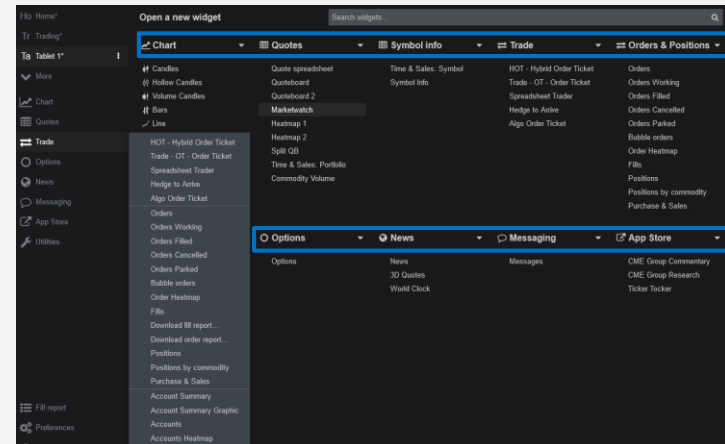 Ho Home*
Tr Trading*
Ta Tablet 1*
More
Chart
Quotes
Trade
Options
News
Messaging
App Store
Utilities
Fill report
Preferences
Open a new widget
Search widgets...
Chart
Candles
Hollow Candles
Volume Candles
Bars
Line
HOT - Hybrid Order Ticket
Trade - OT - Order Ticket
Spreadsheet Trader
Hedge to Arrive
Algo Order Ticket
Orders
Orders Working
Orders Filled
Orders Cancelled
Orders Parked
Bubble orders
Order Heatmap
Fills
Download fill report...
Download order report...
Positions
Positions by commodity
Purchase & Sales
Account Summary
Account Summary Graphic
Accounts
Accounts Heatmap
Quotes
Quote spreadsheet
Quoteboard
Quoteboard 2
Marketwatch
Heatmap 1
Heatmap 2
Split QB
Time & Sales: Portfolio
Commodity Volume
Symbol info
Time & Sales: Symbol
Symbol Info
Trade
HOT - Hybrid Order Ticket
Trade - OT - Order Ticket
Spreadsheet Trader
Hedge to Arrive
Algo Order Ticket
Orders & Positions
Orders
Orders Working
Orders Filled
Orders Cancelled
Orders Parked
Bubble orders
Order Heatmap
Fills
Positions
Positions by commodity
Purchase & Sales
Options
Options
News
News
3D Quotes
World Clock
Messaging
Messages
App Store
CME Group Commentary
CME Group Research
Ticker Tocker